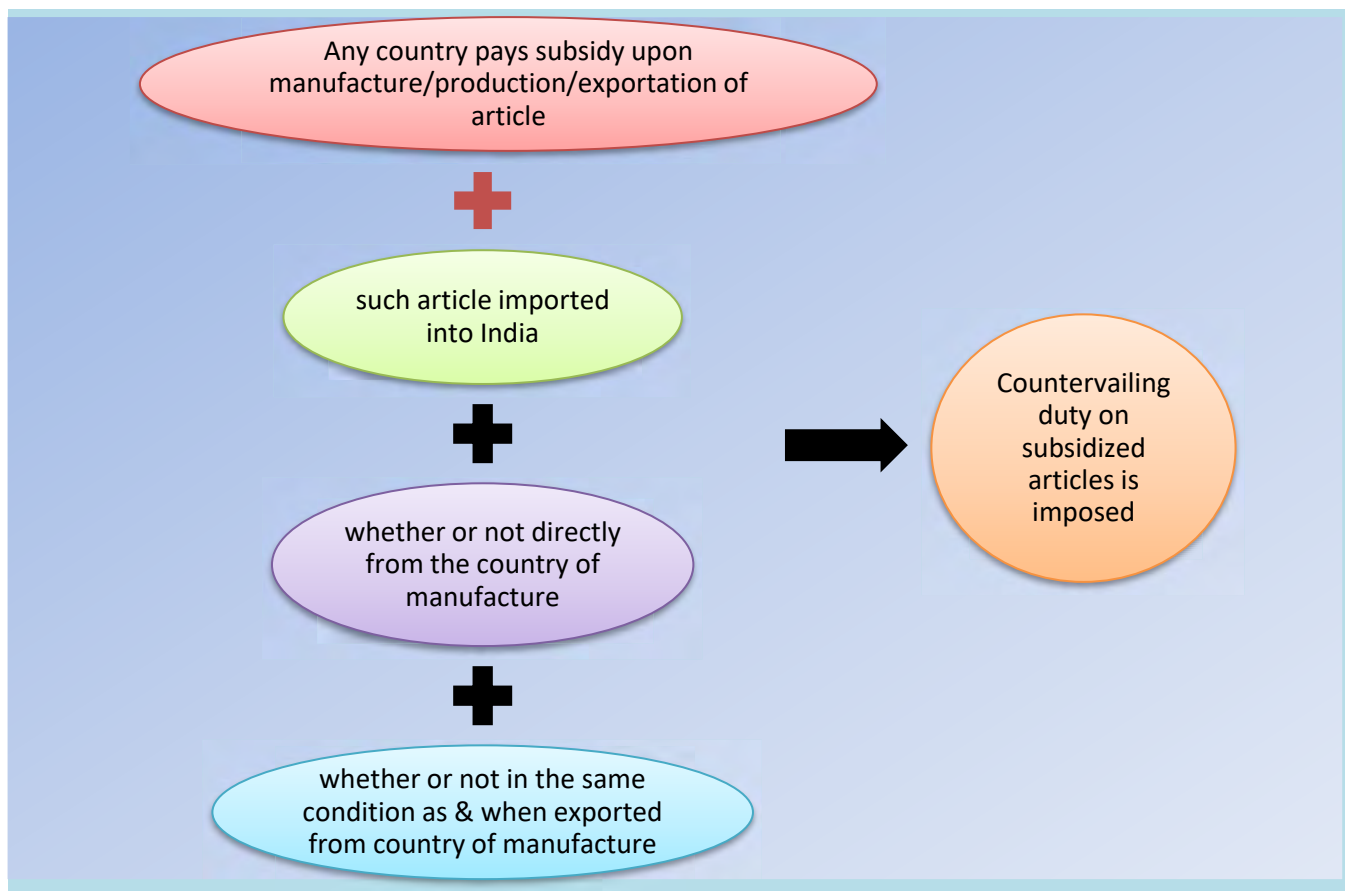 Any country pays subsidy upon
manufacture/production/exportation of
article
such article imported
into India
whether or not directly
from the country of
manufacture
whether or not in the same
condition as & when exported
from country of manufacture
Countervailing
duty on
subsidized
articles is
imposed